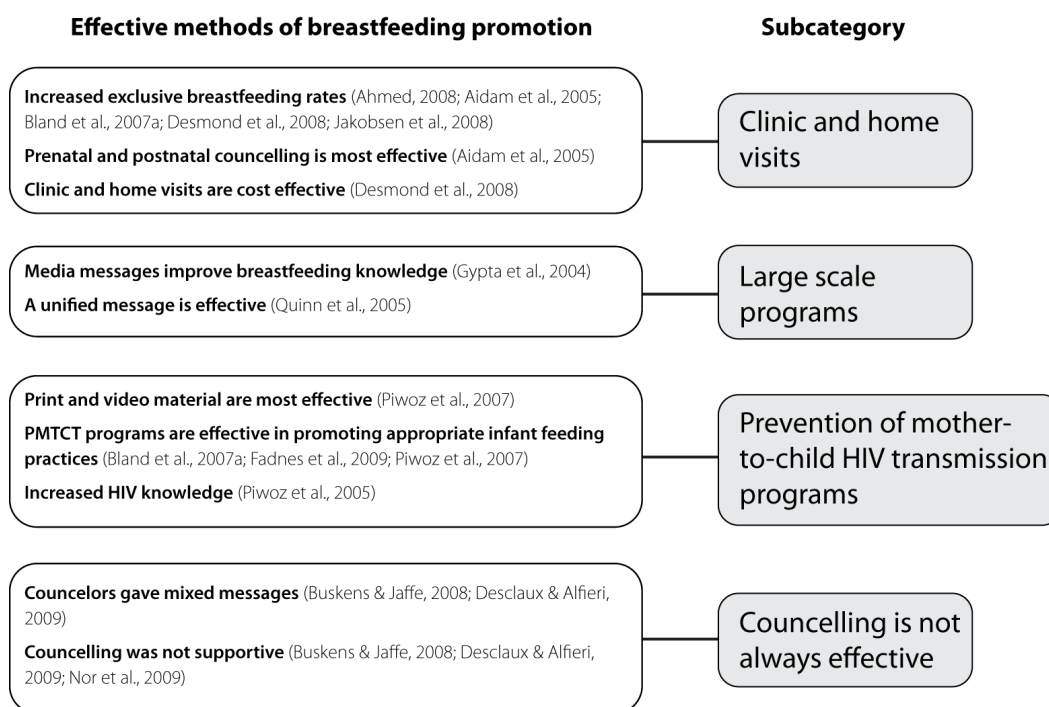 Effective methods of breastfeeding promotion
Subcategory
Increased exclusive breastfeeding rates (Ahmed, 2008; Aidam et al., 2005;
Bland et al., 2007a; Desmond et al., 2008; Jakobsen et al., 2008)
Prenatal and postnatal councelling is most effective (Aidam et al., 2005)
Clinic and home visits are cost effective (Desmond et al., 2008)
Clinic and home
visits
Media messages improve breastfeeding knowledge (Gypta et al., 2004)
A unified message is effective (Quinn et al., 2005)
Large scale
programs
Print and video material are most effective (Piwoz et al., 2007)
PMTCT programs are effective in promoting appropriate infant feeding
practices (Bland et al., 2007a; Fadnes et al., 2009; Piwoz et al., 2007)
Increased HIV knowledge (Piwoz et al., 2005)
Prevention of mother-
to-child HIV transmission
programs
Councelors gave mixed messages (Buskens & Jaffe, 2008; Desclaux & Alfieri,
2009)
Councelling was not supportive (Buskens & Jaffe, 2008; Desclaux & Alfieri,
2009; Nor et al., 2009)
Councelling is not
always effective